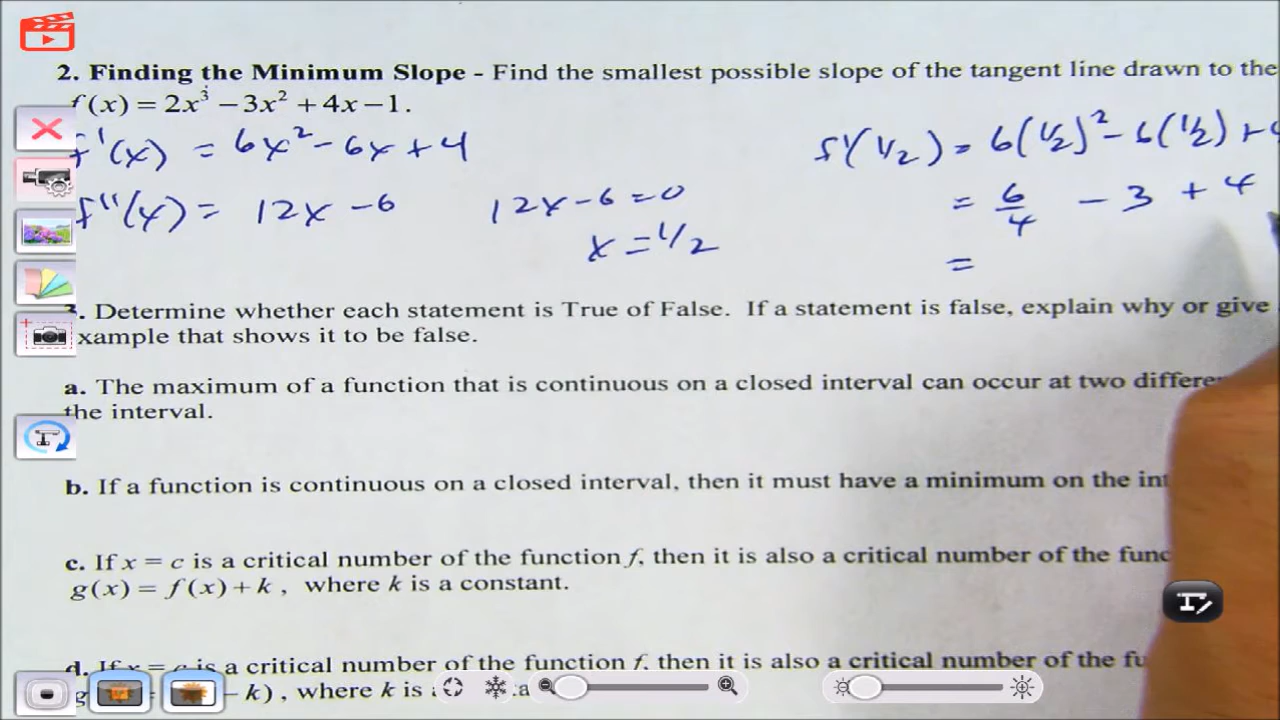 2. Finding the Minimum Slope - Find the smallest possible slope of the tangent line drawn to the
f(x) = 2x³ – 3x² + 4x – 1.
f'(x) = 6x² - 6x + 4
f''(x) = 12x - 6
12x - 6 = 0
x = 1/2
f'(1/2) = 6(1/2)² - 6(1/2) +
= 6/4 - 3 + 4
=
3. Determine whether each statement is True of False. If a statement is false, explain why or give
xample that shows it to be false.
a. The maximum of a function that is continuous on a closed interval can occur at two differe
the interval.
b. If a function is continuous on a closed interval, then it must have a minimum on the int
c. If x = c is a critical number of the function f, then it is also a critical number of the func
g(x) = f(x) + k , where k is a constant.
d. If x = c is a critical number of the function f, then it is also a critical number of the fu
– k) , where k is